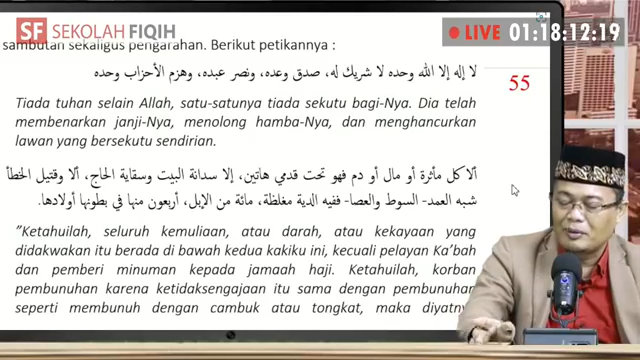 SF SEKOLAH FIQIH
LIVE 01:18:12:19
sambutan sekaligus pengarahan. Berikut petikannya :
لا إله إلا الله وحده لا شريك له، صدق وعده، ونصر عبده، وهزم الأحزاب وحده
55
Tiada tuhan selain Allah, satu-satunya tiada sekutu bagi-Nya. Dia telah
membenarkan janji-Nya, menolong hamba-Nya, dan menghancurkan
lawan yang bersekutu sendirian.
ألا كل مأثرة أو مال أو دم فهو تحت قدمي هاتين، إلا سدانة البيت وسقاية الحاج، ألا وقتيل الخطأ
شبه العمد- السوط والعصا- ففيه الدية مغلظة، مائة من الإبل، أربعون منها في بطونها أولادها.
"Ketahuilah, seluruh kemuliaan, atau darah, atau kekayaan yang
didakwakan itu berada di bawah kedua kakiku ini, kecuali pelayan Ka'bah
dan pemberi minuman kepada jamaah haji. Ketahuilah, korban
pembunuhan karena ketidaksengajaan itu sama dengan pembunuhan
seperti membunuh dengan cambuk atau tongkat, maka diyatnya